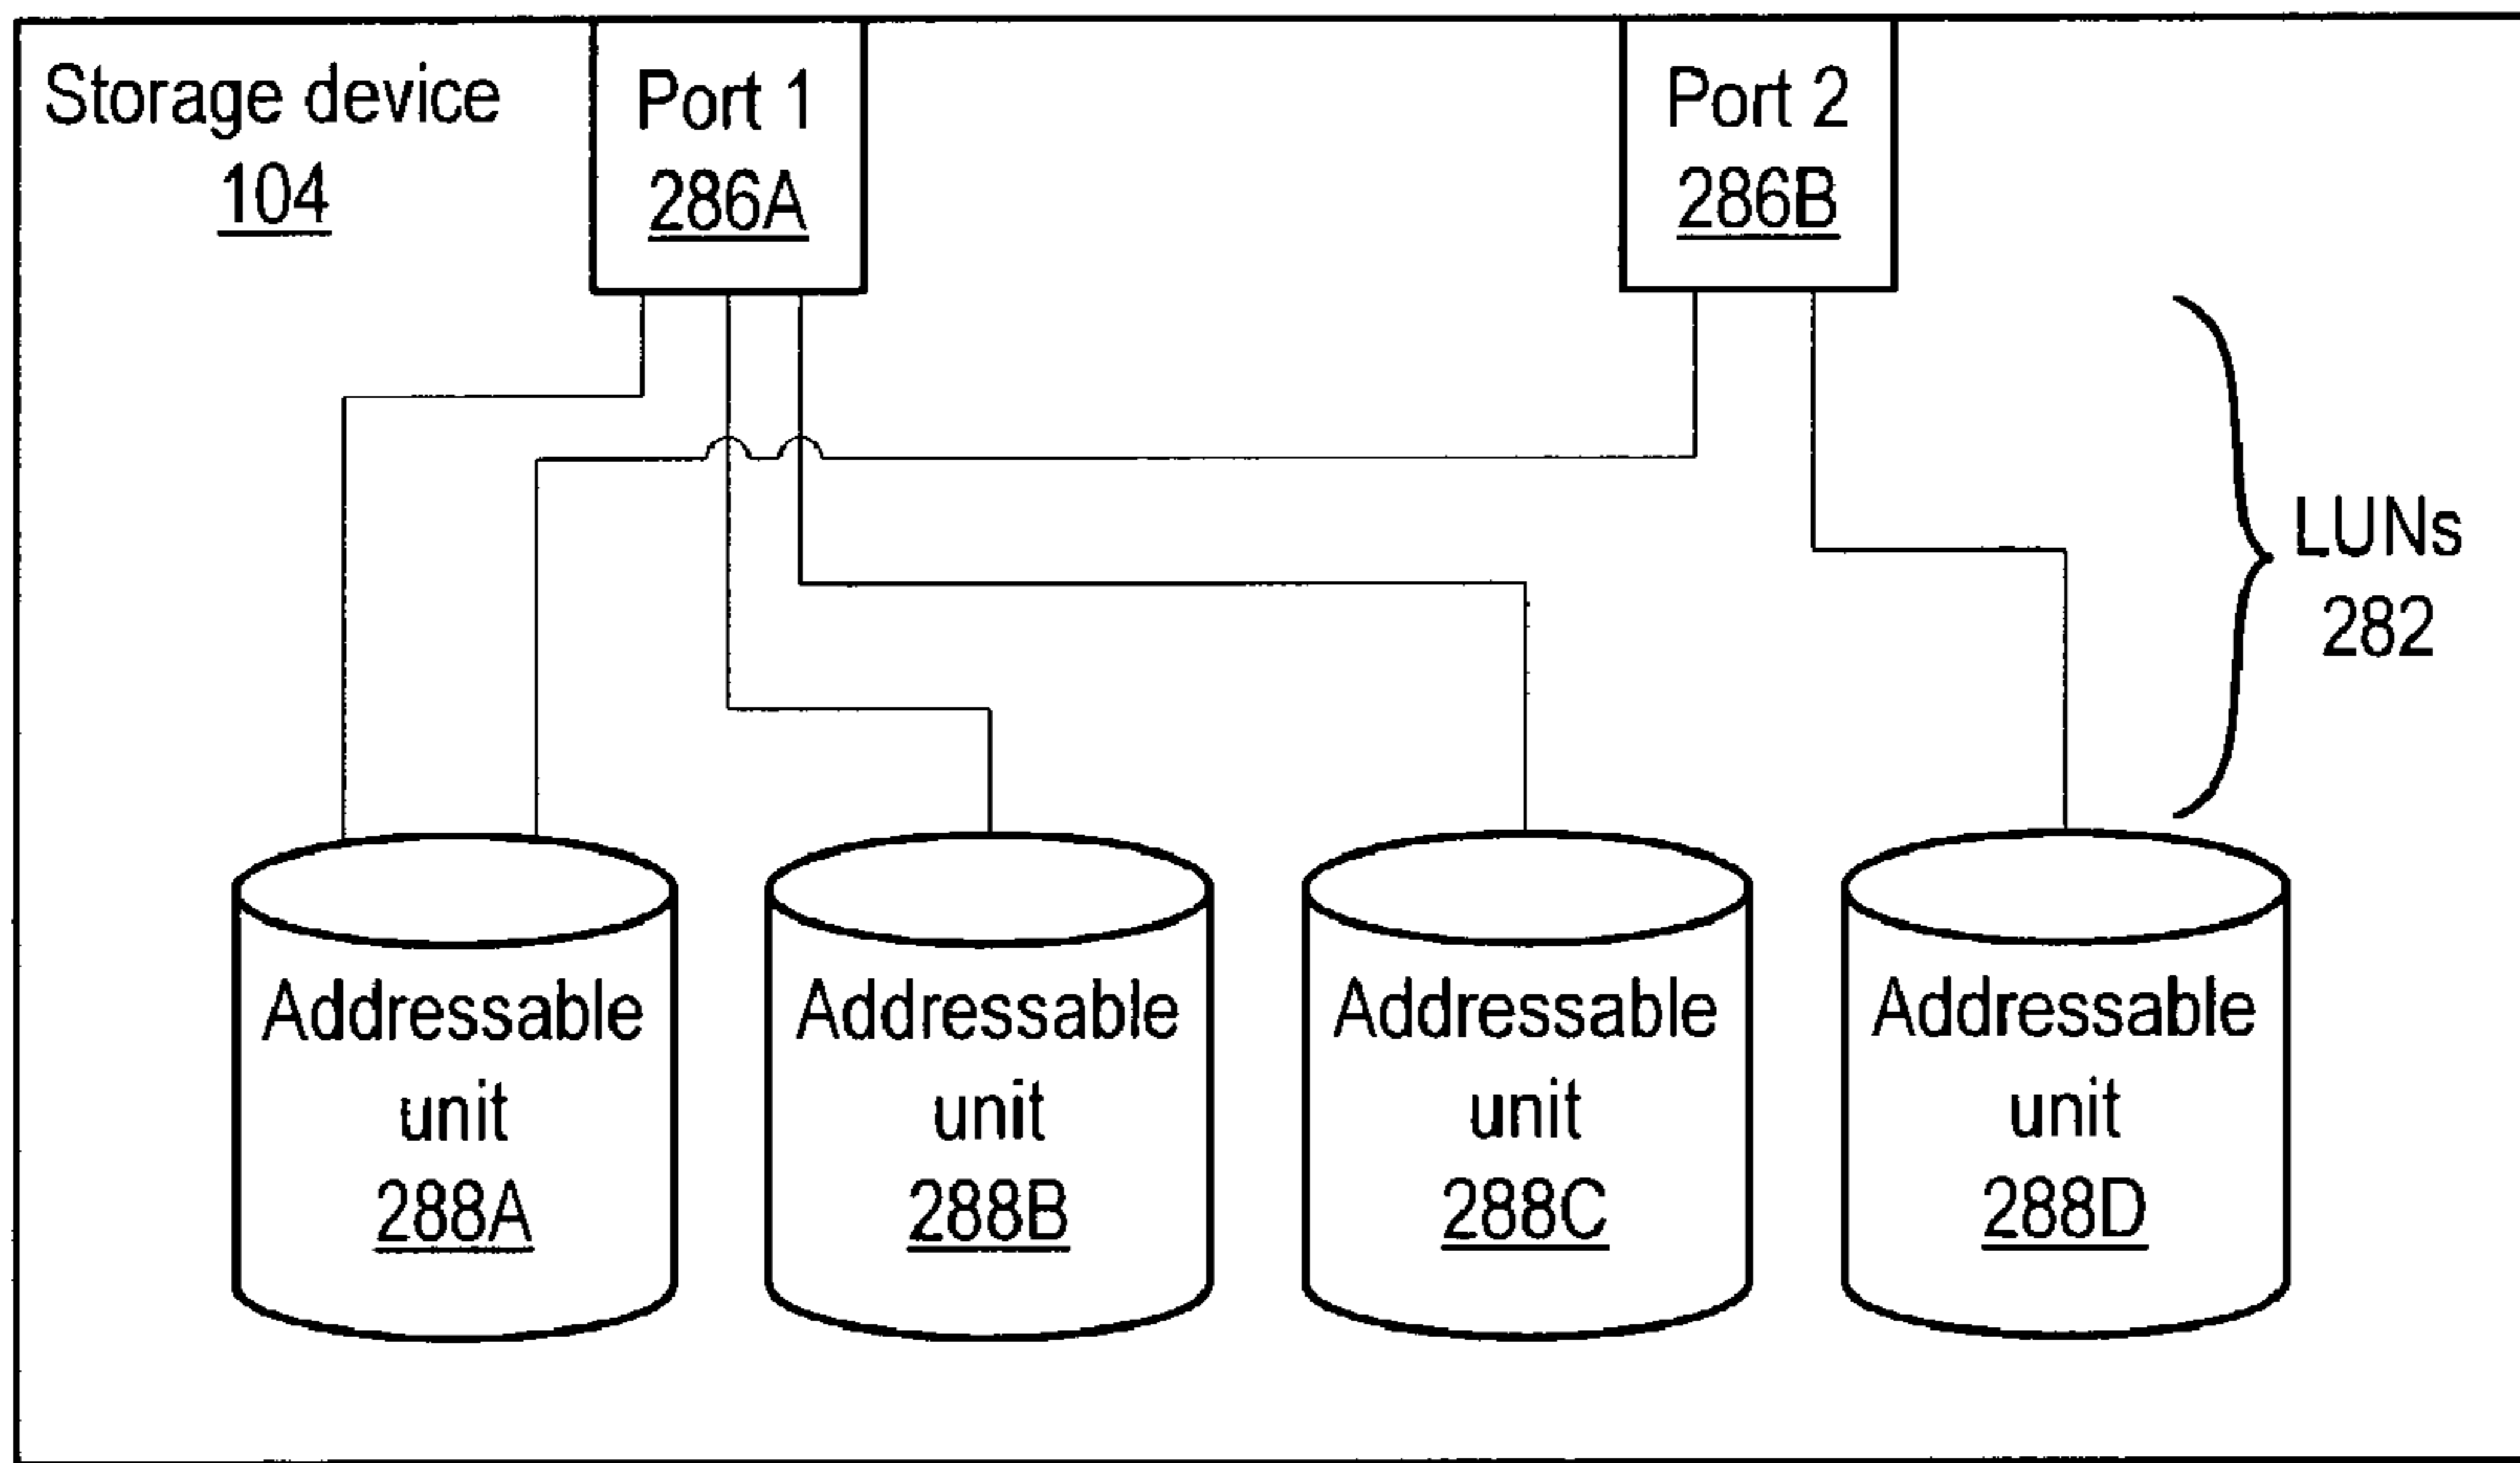 Storage device
104
Port 1
286A
Port 2
286B
LUNs
282
Addressable
unit
288A
Addressable
unit
288B
Addressable
unit
288C
Addressable
unit
288D